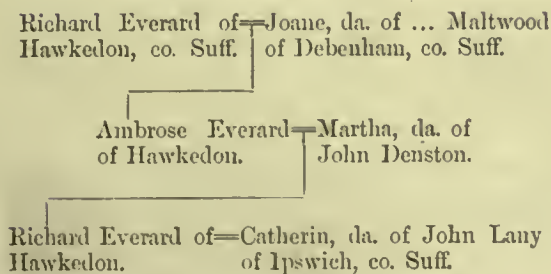 Richard Everard of=Joane, da. of ... Maltwood
Hawkedon, co. Suff. of Debenham, co. Suff.
Ambrose Everard=Martha, da. of
of Hawkedon. John Denston.
Richard Everard of=Catherin, da. of John Lany
Hawkedon. of Ipswich, co. Suff.